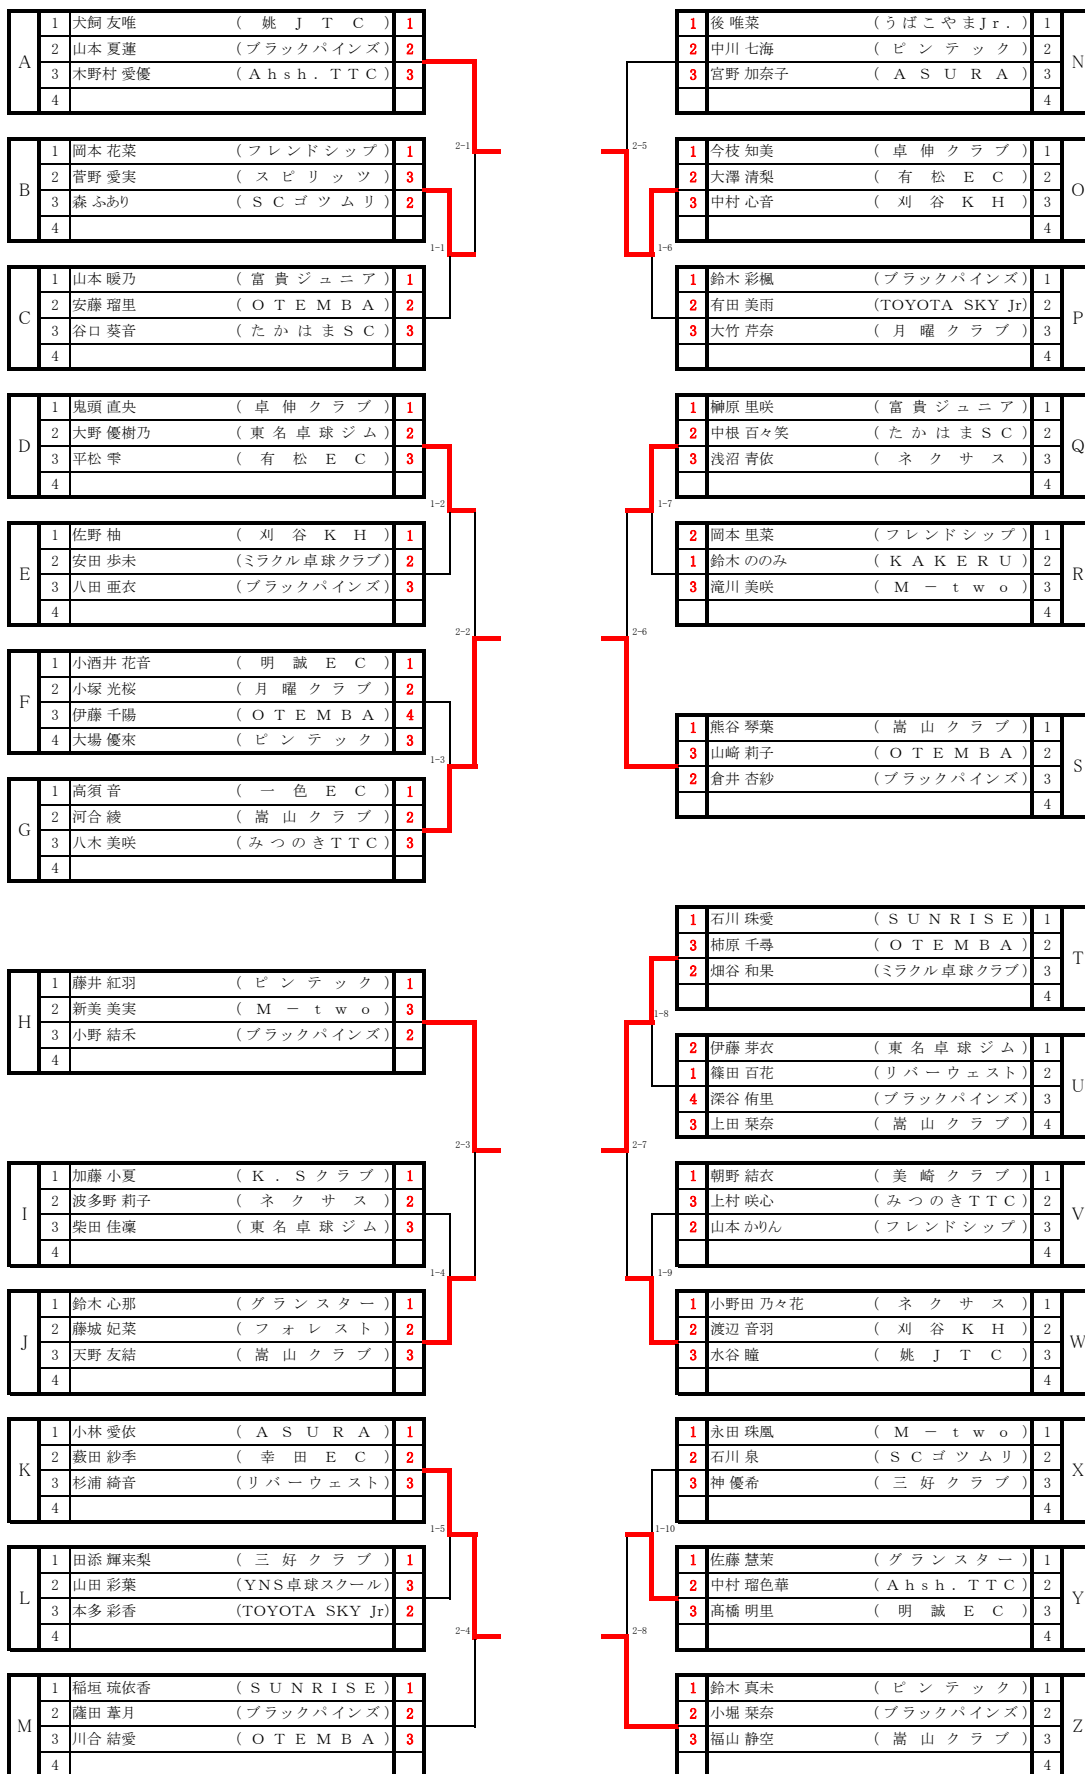 A
1 犬飼 友唯 ( 姚 J T C ) 1
2 山本 夏蓮 (ブラックパインズ) 2
3 木野村 愛優 ( A h s h . T T C ) 3
4
B
1 岡本 花菜 ( フレンドシップ ) 1
2 菅野 愛実 ( ス ピ リ ッ ツ ) 3
3 森 ふあり ( S C ゴ ツ ム リ ) 2
4
C
1 山本 暖乃 ( 富 貴 ジ ュ ニ ア ) 1
2 安藤 瑠里 ( O T E M B A ) 2
3 谷口 葵音 ( た か は ま S C ) 3
4
D
1 鬼頭 直央 ( 卓 伸 ク ラ ブ ) 1
2 大野 優樹乃 ( 東 名 卓 球 ジ ム ) 2
3 平松 雫 ( 有 松 E C ) 3
4
E
1 佐野 柚 ( 刈 谷 K H ) 1
2 安田 歩未 (ミラクル卓球クラブ) 2
3 八田 亜衣 (ブラックパインズ) 3
4
F
1 小酒井 花音 ( 明 誠 E C ) 1
2 小塚 光桜 ( 月 曜 ク ラ ブ ) 2
3 伊藤 千陽 ( O T E M B A ) 4
4 大場 優來 ( ピ ン テ ッ ク ) 3
G
1 高須 音 ( 一 色 E C ) 1
2 河合 綾 ( 嵩 山 ク ラ ブ ) 2
3 八木 美咲 ( み つ の き T T C ) 3
4
H
1 藤井 紅羽 ( ピ ン テ ッ ク ) 1
2 新美 美実 ( M － t w o ) 3
3 小野 結禾 (ブラックパインズ) 2
4
I
1 加藤 小夏 ( K . S ク ラ ブ ) 1
2 波多野 莉子 ( ネ ク サ ス ) 2
3 柴田 佳凜 ( 東 名 卓 球 ジ ム ) 3
4
J
1 鈴木 心那 ( グ ラ ン ス タ ー ) 1
2 藤城 妃菜 ( フ ォ レ ス ト ) 2
3 天野 友結 ( 嵩 山 ク ラ ブ ) 3
4
K
1 小林 愛依 ( A S U R A ) 1
2 薮田 紗季 ( 幸 田 E C ) 2
3 杉浦 綺音 ( リバーウェスト ) 3
4
L
1 田添 輝来梨 ( 三 好 ク ラ ブ ) 1
2 山田 彩葉 (YNS卓球スクール) 3
3 本多 彩香 (TOYOTA SKY Jr) 2
4
M
1 稲垣 琉依香 ( S U N R I S E ) 1
2 薩田 葦月 (ブラックパインズ) 2
3 川合 結愛 ( O T E M B A ) 3
4
2-1
1-1
1-2
2-2
1-3
2-3
1-4
1-5
2-4
2-5
1-6
1-7
2-6
1-8
2-7
1-9
1-10
2-8
1 後 唯菜 (うばこやまJr.) 1
2 中川 七海 ( ピ ン テ ッ ク ) 2
3 宮野 加奈子 ( A S U R A ) 3
4
N
1 今枝 知美 ( 卓 伸 ク ラ ブ ) 1
2 大澤 清梨 ( 有 松 E C ) 2
3 中村 心音 ( 刈 谷 K H ) 3
4
O
1 鈴木 彩楓 (ブラックパインズ) 1
2 有田 美雨 (TOYOTA SKY Jr) 2
3 大竹 芹奈 ( 月 曜 ク ラ ブ ) 3
4
P
1 榊原 里咲 ( 富 貴 ジ ュ ニ ア ) 1
2 中根 百々笑 ( た か は ま S C ) 2
3 浅沼 青依 ( ネ ク サ ス ) 3
4
Q
2 岡本 里菜 ( フレンドシップ ) 1
1 鈴木 ののみ ( K A K E R U ) 2
3 滝川 美咲 ( M － t w o ) 3
4
R
1 熊谷 琴葉 ( 嵩 山 ク ラ ブ ) 1
3 山﨑 莉子 ( O T E M B A ) 2
2 倉井 杏紗 (ブラックパインズ) 3
4
S
1 石川 珠愛 ( S U N R I S E ) 1
3 柿原 千尋 ( O T E M B A ) 2
2 畑谷 和果 (ミラクル卓球クラブ) 3
4
T
2 伊藤 芽衣 ( 東 名 卓 球 ジ ム ) 1
1 篠田 百花 ( リバーウェスト ) 2
4 深谷 侑里 (ブラックパインズ) 3
3 上田 栞奈 ( 嵩 山 ク ラ ブ ) 4
U
1 朝野 結衣 ( 美 崎 ク ラ ブ ) 1
3 上村 咲心 ( み つ の き T T C ) 2
2 山本 かりん ( フレンドシップ ) 3
4
V
1 小野田 乃々花 ( ネ ク サ ス ) 1
2 渡辺 音羽 ( 刈 谷 K H ) 2
3 水谷 瞳 ( 姚 J T C ) 3
4
W
1 永田 珠凰 ( M － t w o ) 1
2 石川 泉 ( S C ゴ ツ ム リ ) 2
3 神 優希 ( 三 好 ク ラ ブ ) 3
4
X
1 佐藤 慧茉 ( グ ラ ン ス タ ー ) 1
2 中村 瑠色華 ( A h s h . T T C ) 2
3 髙橋 明里 ( 明 誠 E C ) 3
4
Y
1 鈴木 真未 ( ピ ン テ ッ ク ) 1
2 小堀 栞奈 (ブラックパインズ) 2
3 福山 静空 ( 嵩 山 ク ラ ブ ) 3
4
Z